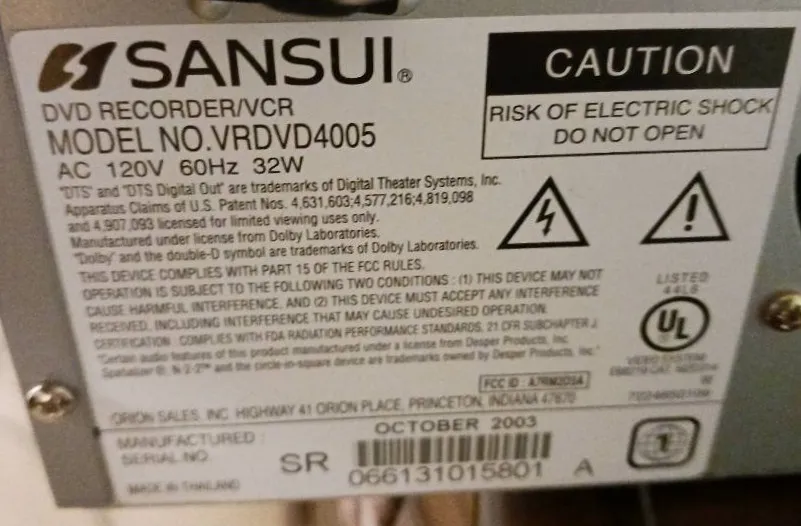 SANSUI®
DVD RECORDER/VCR
MODEL NO.VRDVD4005
AC 120V 60Hz 32W
"DTS" and "DTS Digital Out" are trademarks of Digital Theater Systems, Inc.
Apparatus Claims of U.S. Patent Nos. 4,631,603;4,577,216;4,819,098
and 4,907,093 licensed for limited viewing uses only.
Manufactured under license from Dolby Laboratories.
"Dolby" and the double-D symbol are trademarks of Dolby Laboratories.
THIS DEVICE COMPLIES WITH PART 15 OF THE FCC RULES.
OPERATION IS SUBJECT TO THE FOLLOWING TWO CONDITIONS : (1) THIS DEVICE MAY NOT
CAUSE HARMFUL INTERFERENCE, AND (2) THIS DEVICE MUST ACCEPT ANY INTERFERENCE
RECEIVED, INCLUDING INTERFERENCE THAT MAY CAUSE UNDESIRED OPERATION.
CERTIFICATION : COMPLIES WITH FDA RADIATION PERFORMANCE STANDARDS, 21 CFR SUBCHAPTER J.
"Certain audio features of this product manufactured under a license from Desper Products, Inc.
Spatializer ®, N-2-2™ and the circle-in-square device are trademarks owned by Desper Products, Inc."
CAUTION
RISK OF ELECTRIC SHOCK
DO NOT OPEN
LISTED
44L6
UL
VIDEO SYSTEM
FCC ID :
ORION SALES, INC. HIGHWAY 41 ORION PLACE, PRINCETON, INDIANA 47670
MANUFACTURED :
OCTOBER 2003
SERIAL NO.
SR
066131015801 A
MADE IN THAILAND